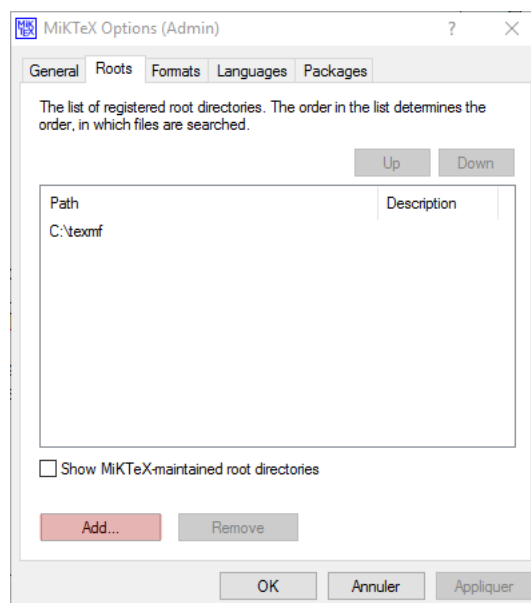 MiKTeX Options (Admin)
General Roots Formats Languages Packages
The list of registered root directories. The order in the list determines the
order, in which files are searched.
Up Down
Path Description
C:\texmf
Show MiKTeX-maintained root directories
Add... Remove
OK Annuler Appliquer